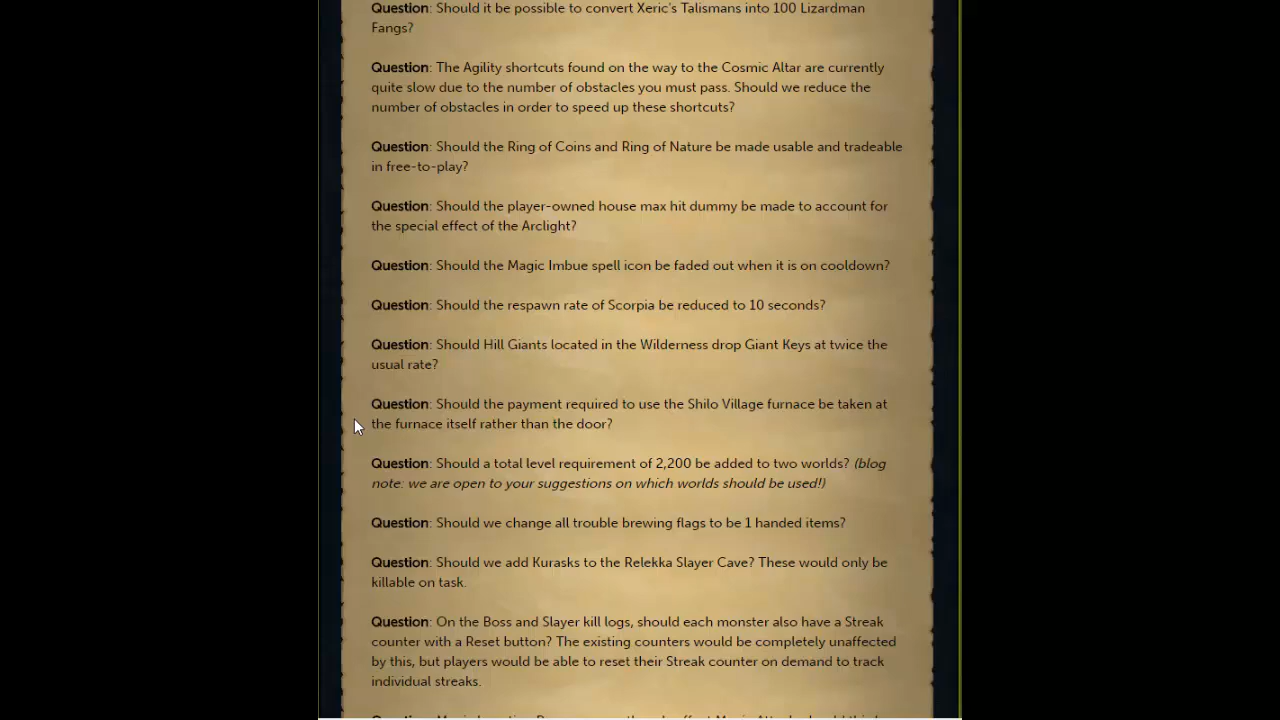 Question: Should it be possible to convert Xeric's Talismans into 100 Lizardman
Fangs?
Question: The Agility shortcuts found on the way to the Cosmic Altar are currently
quite slow due to the number of obstacles you must pass. Should we reduce the
number of obstacles in order to speed up these shortcuts?
Question: Should the Ring of Coins and Ring of Nature be made usable and tradeable
in free-to-play?
Question: Should the player-owned house max hit dummy be made to account for
the special effect of the Arclight?
Question: Should the Magic Imbue spell icon be faded out when it is on cooldown?
Question: Should the respawn rate of Scorpia be reduced to 10 seconds?
Question: Should Hill Giants located in the Wilderness drop Giant Keys at twice the
usual rate?
Question: Should the payment required to use the Shilo Village furnace be taken at
the furnace itself rather than the door?
Question: Should a total level requirement of 2,200 be added to two worlds? (blog
note: we are open to your suggestions on which worlds should be used!)
Question: Should we change all trouble brewing flags to be 1 handed items?
Question: Should we add Kurasks to the Relekka Slayer Cave? These would only be
killable on task.
Question: On the Boss and Slayer kill logs, should each monster also have a Streak
counter with a Reset button? The existing counters would be completely unaffected
by this, but players would be able to reset their Streak counter on demand to track
individual streaks.